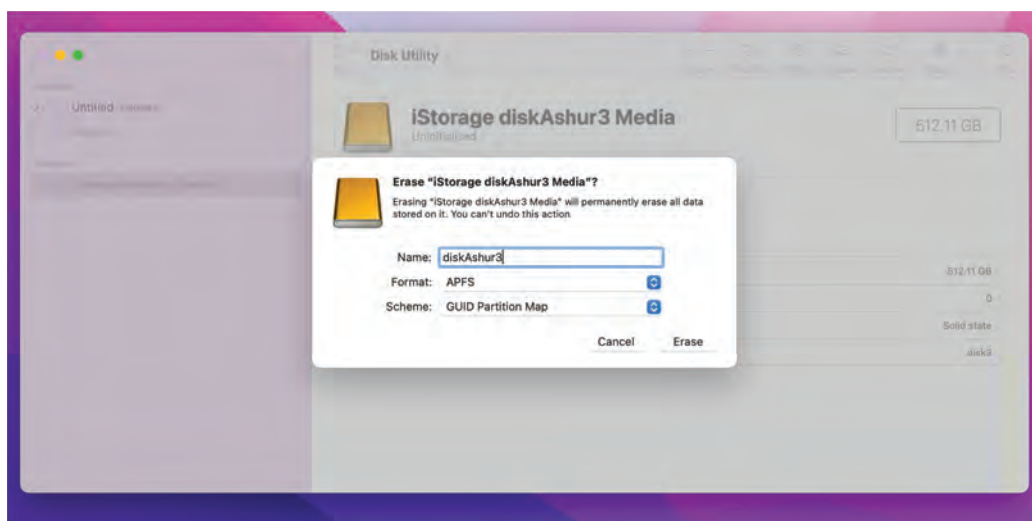 Disk Utility
Untitled
iStorage diskAshur3 Media
Uninitialized
512.11 GB
Erase "iStorage diskAshur3 Media"?
Erasing "iStorage diskAshur3 Media" will permanently erase all data
stored on it. You can't undo this action
Name: diskAshur3
Format: APFS
Scheme: GUID Partition Map
Cancel Erase
512.11 GB
0
Solid state
disk3